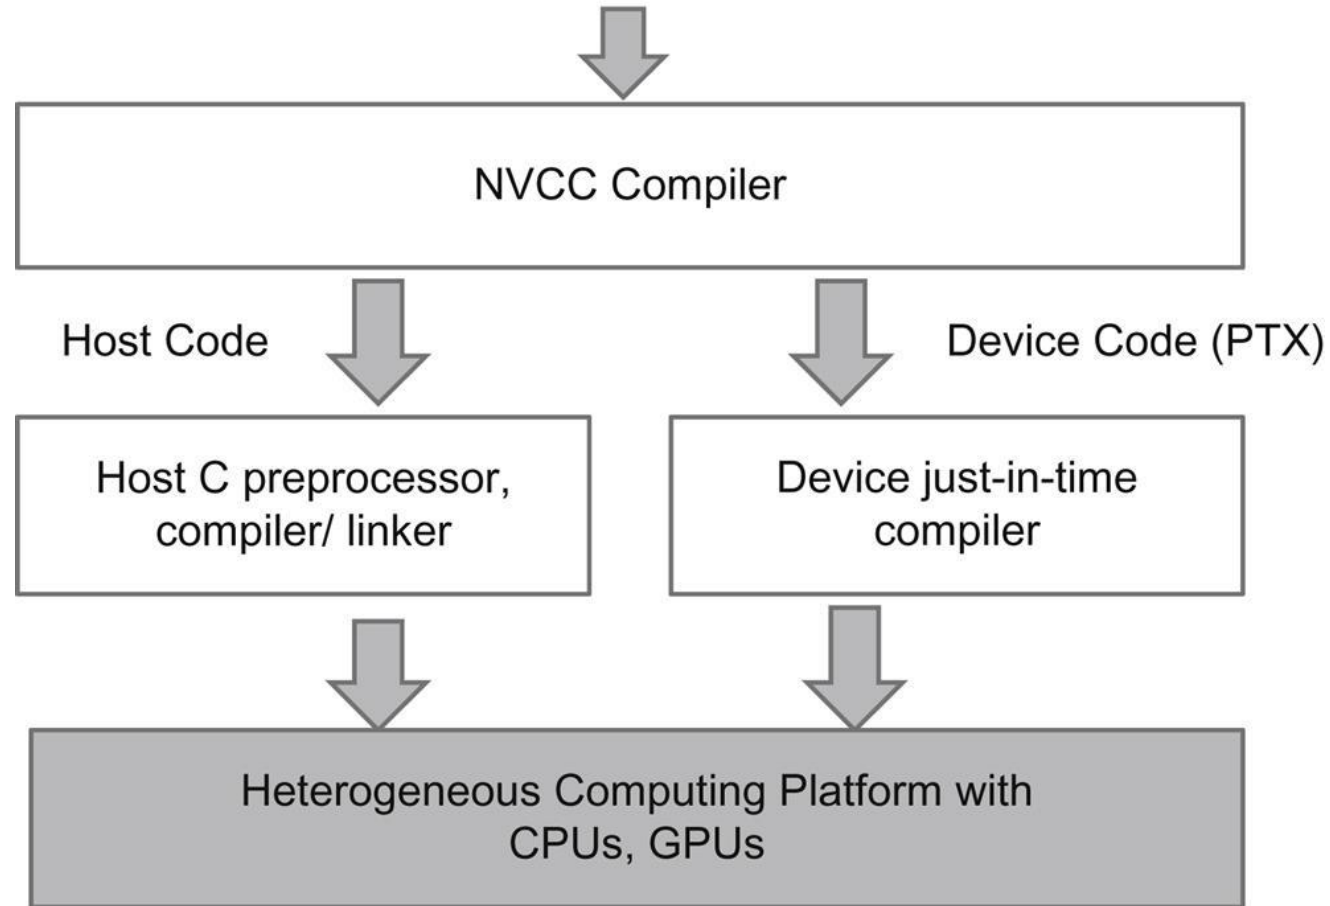 NVCC Compiler
Host Code
Device Code (PTX)
Host C preprocessor,
compiler/ linker
Device just-in-time
compiler
Heterogeneous Computing Platform with
CPUs, GPUs